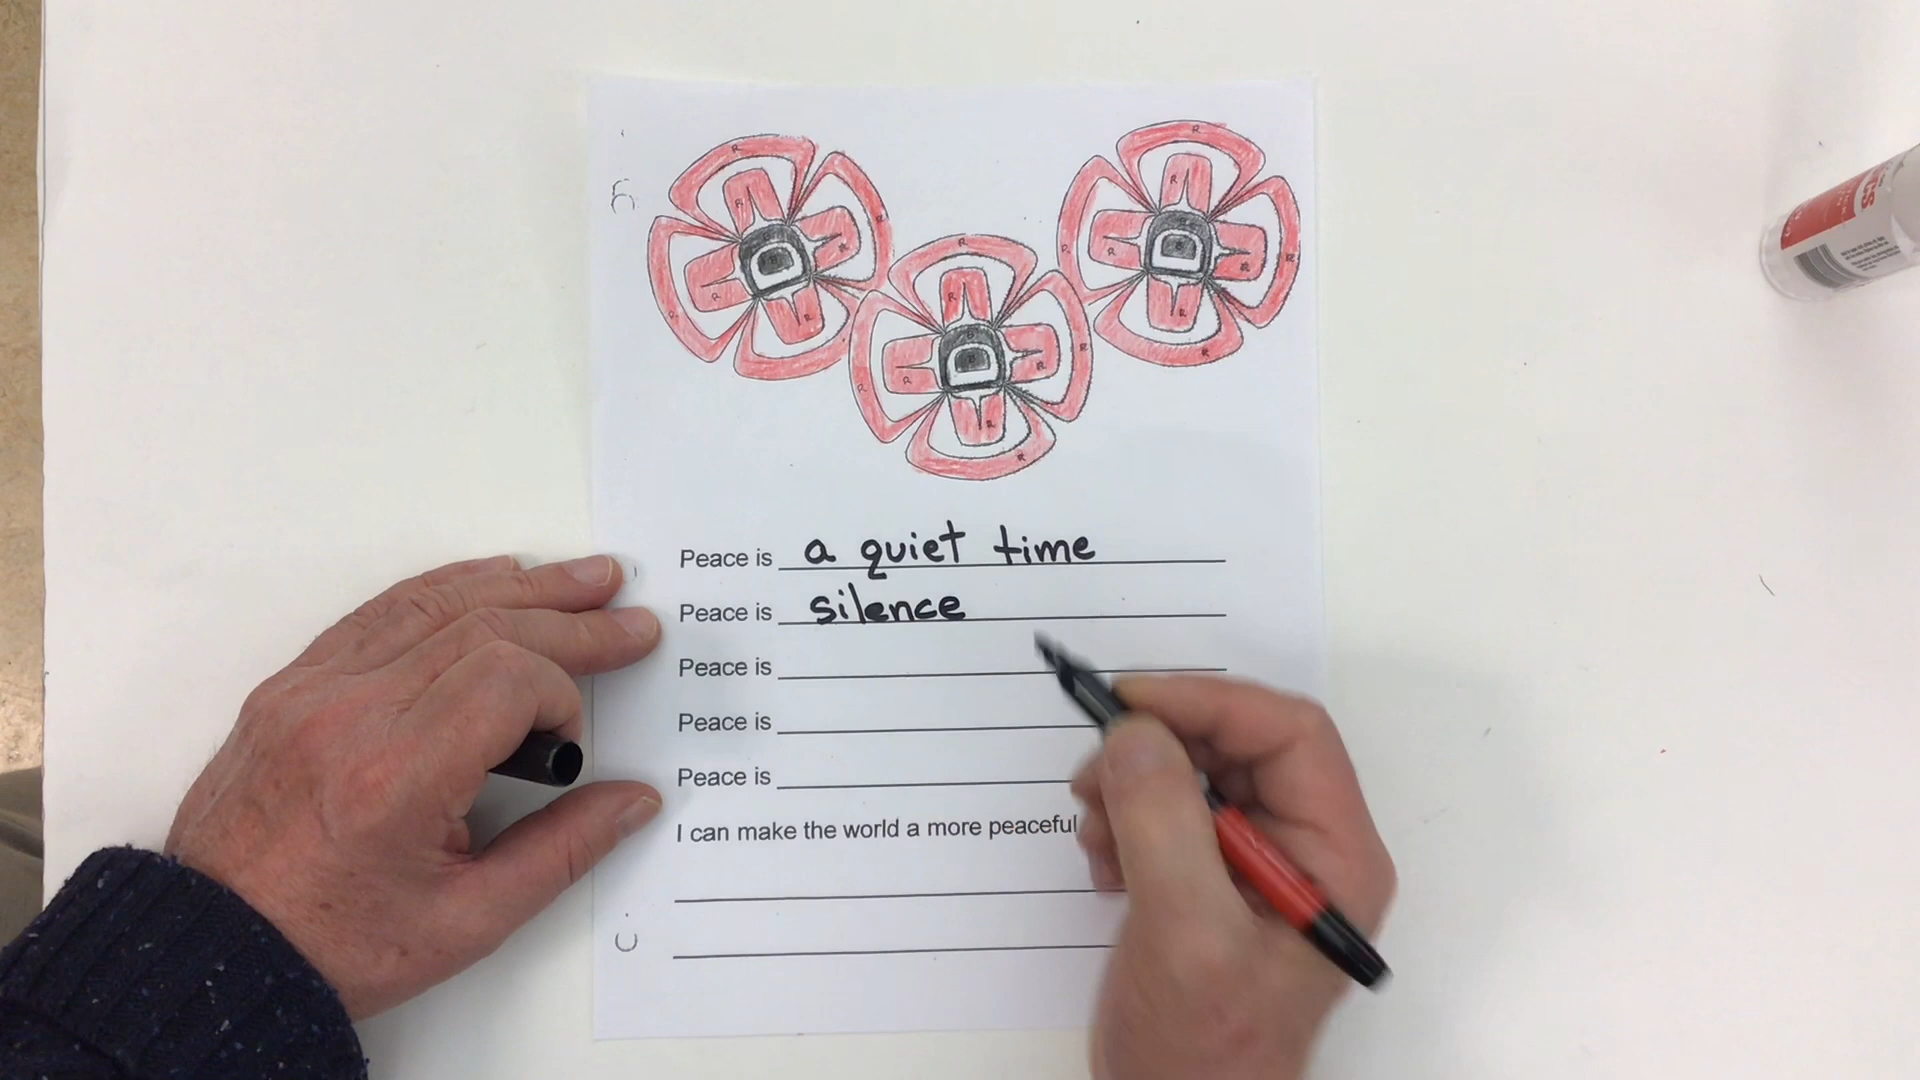 Peace is a quiet time
Peace is silence
Peace is
Peace is
Peace is
I can make the world a more peaceful